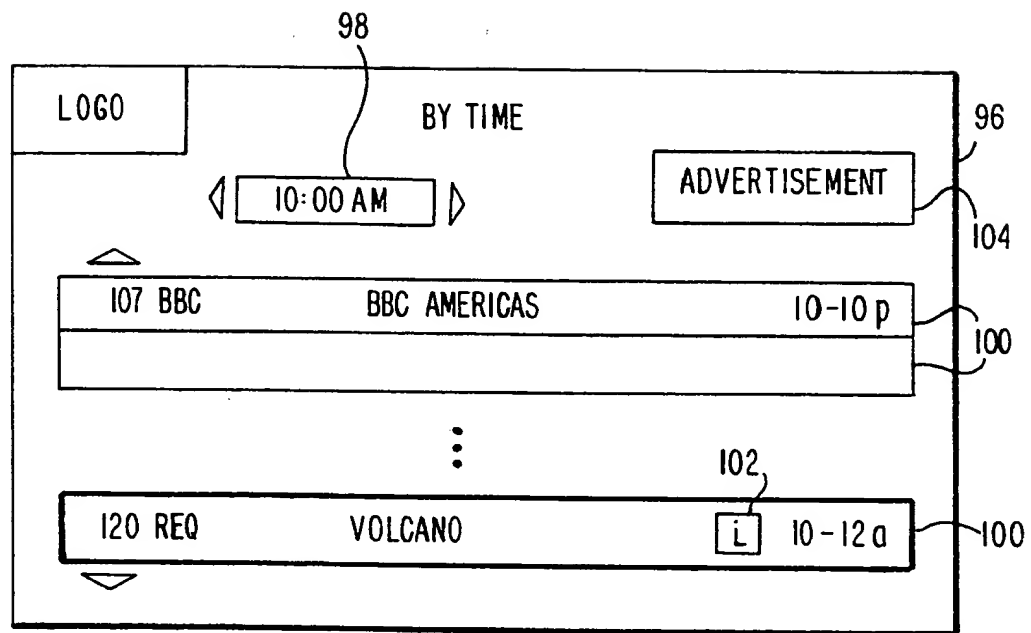 98
LOGO
BY TIME
96
10:00 AM
ADVERTISEMENT
104
107 BBC BBC AMERICAS 10-10 p
100
102
120 REQ VOLCANO i 10-12 a
100